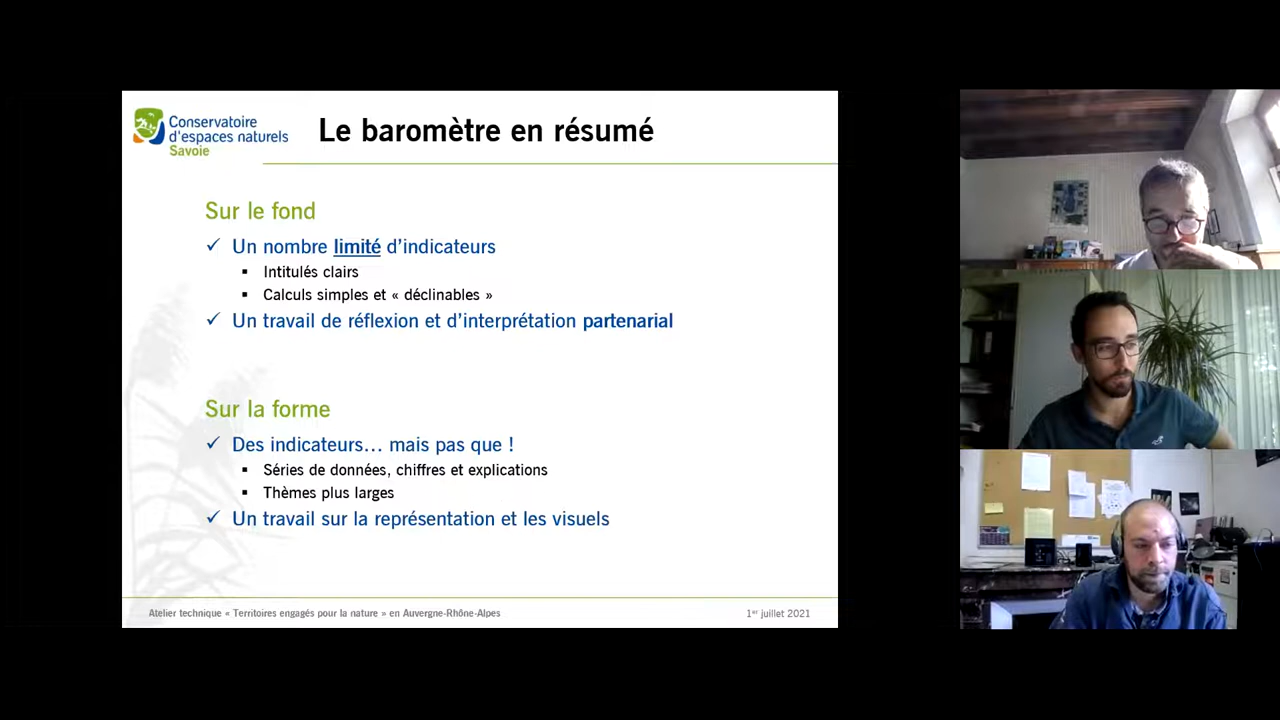 Conservatoire
d'espaces naturels
Savoie
Le baromètre en résumé
Sur le fond
✓ Un nombre limité d'indicateurs
▪ Intitulés clairs
▪ Calculs simples et « déclinables »
✓ Un travail de réflexion et d'interprétation partenarial
Sur la forme
✓ Des indicateurs… mais pas que !
▪ Séries de données, chiffres et explications
▪ Thèmes plus larges
✓ Un travail sur la représentation et les visuels
Atelier technique « Territoires engagés pour la nature » en Auvergne-Rhône-Alpes
1er juillet 2021